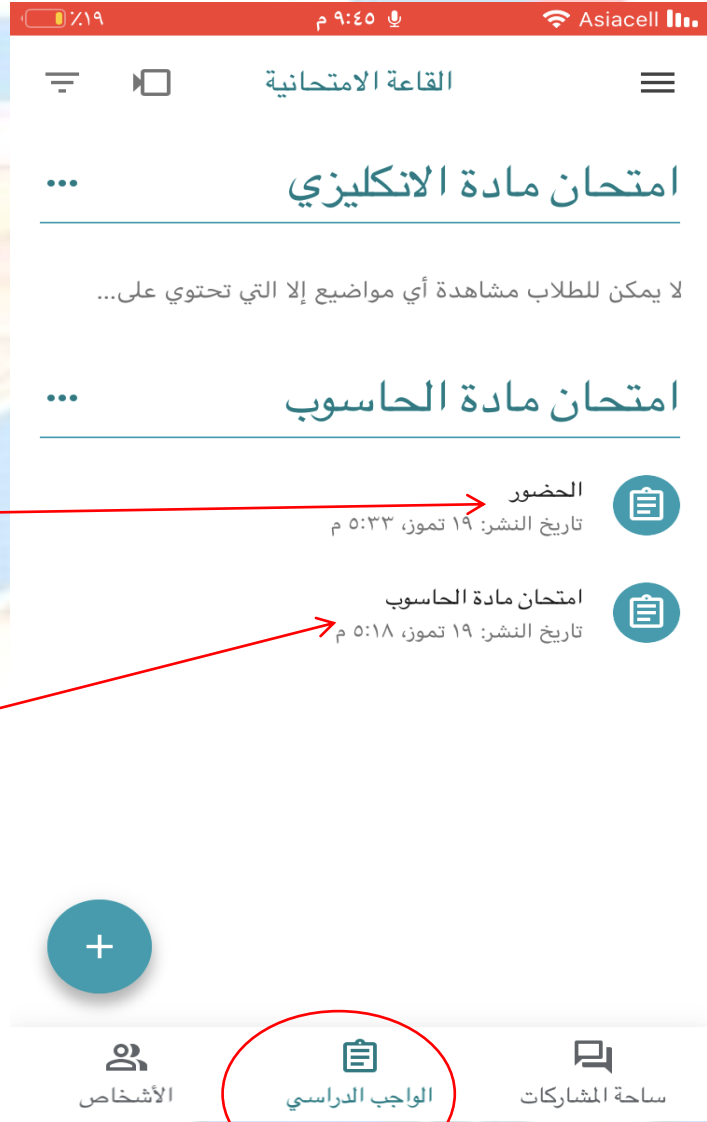 Asiacell ٩:٤٥ م ٪١٩
القاعة الامتحانية
امتحان مادة الانكليزي
لا يمكن للطلاب مشاهدة أي مواضيع إلا التي تحتوي على...
امتحان مادة الحاسوب
الحضور
تاريخ النشر: ١٩ تموز، ٥:٣٣ م
امتحان مادة الحاسوب
تاريخ النشر: ١٩ تموز، ٥:١٨ م
ساحة المشاركات الواجب الدراسي الأشخاص